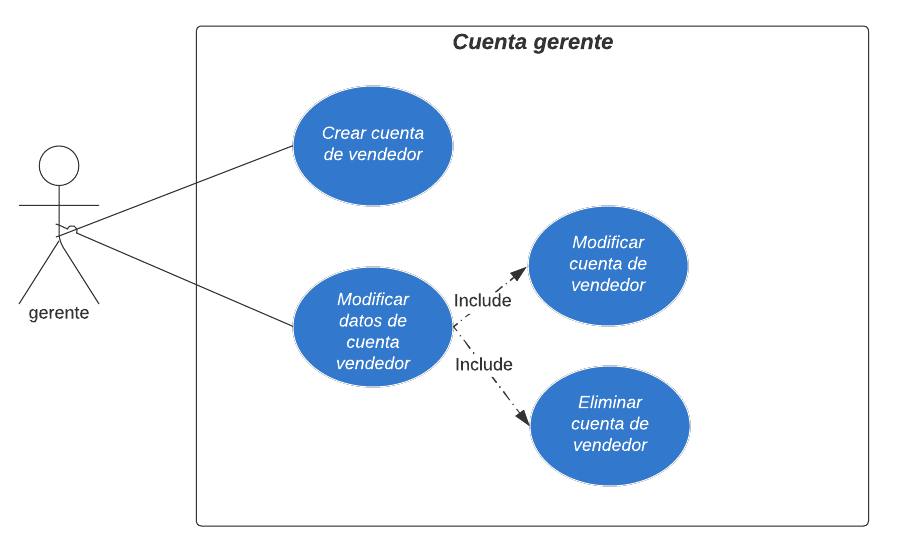 Cuenta gerente
Crear cuenta
de vendedor
Modificar
cuenta de
vendedor
Modificar
datos de
cuenta
vendedor
Include
Include
gerente
Eliminar
cuenta de
vendedor